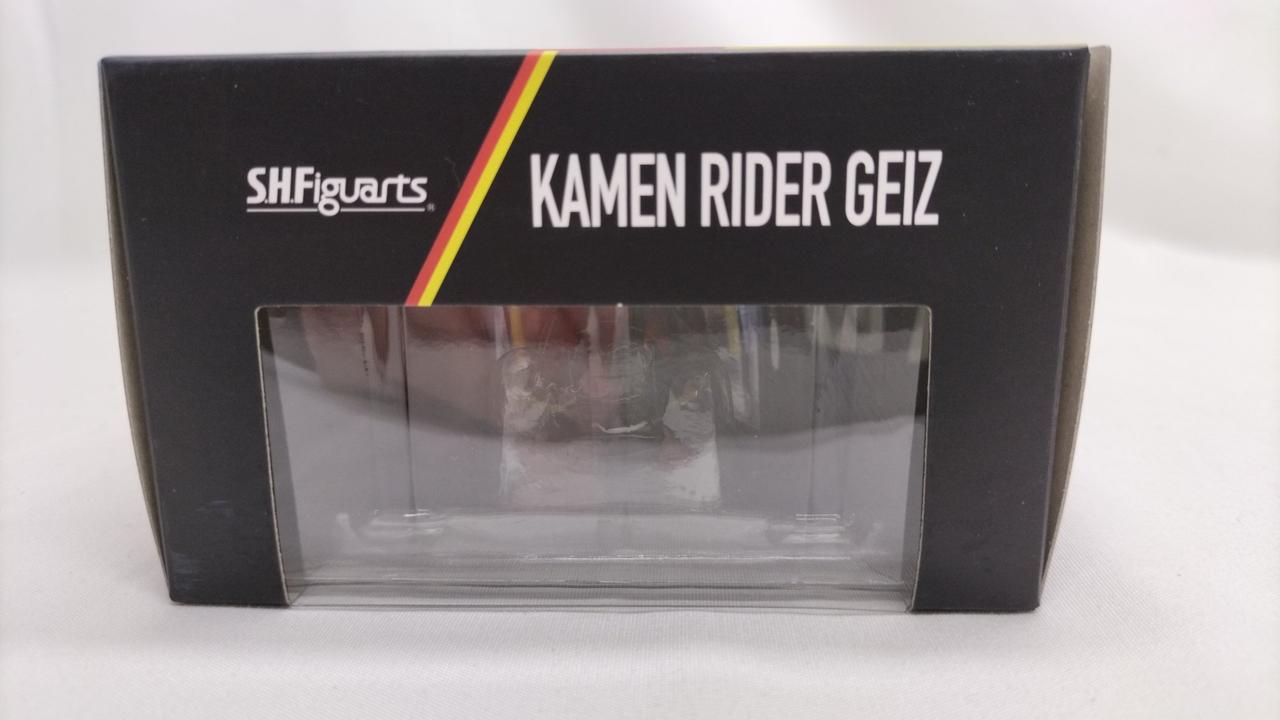 S.H.Figuarts®
KAMEN RIDER GEIZ